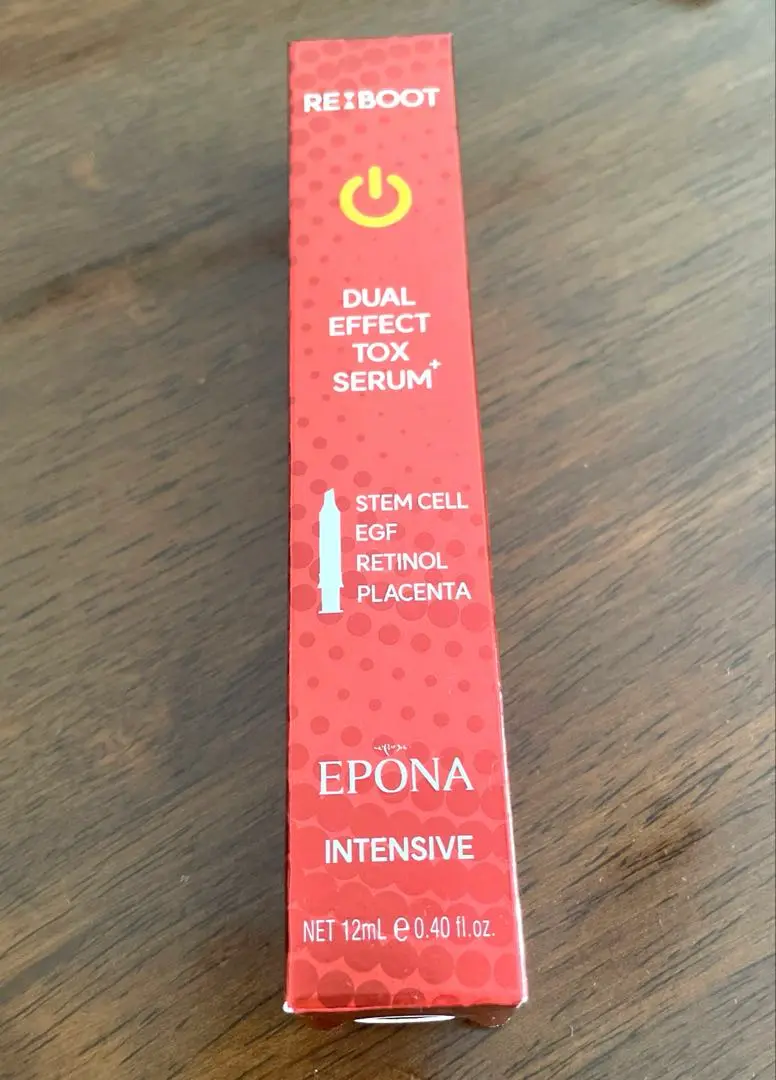 RE:BOOT
DUAL
EFFECT
TOX
SERUM+
STEM CELL
EGF
RETINOL
PLACENTA
EPONA
INTENSIVE
NET 12mL ℮ 0.40 fl.oz.